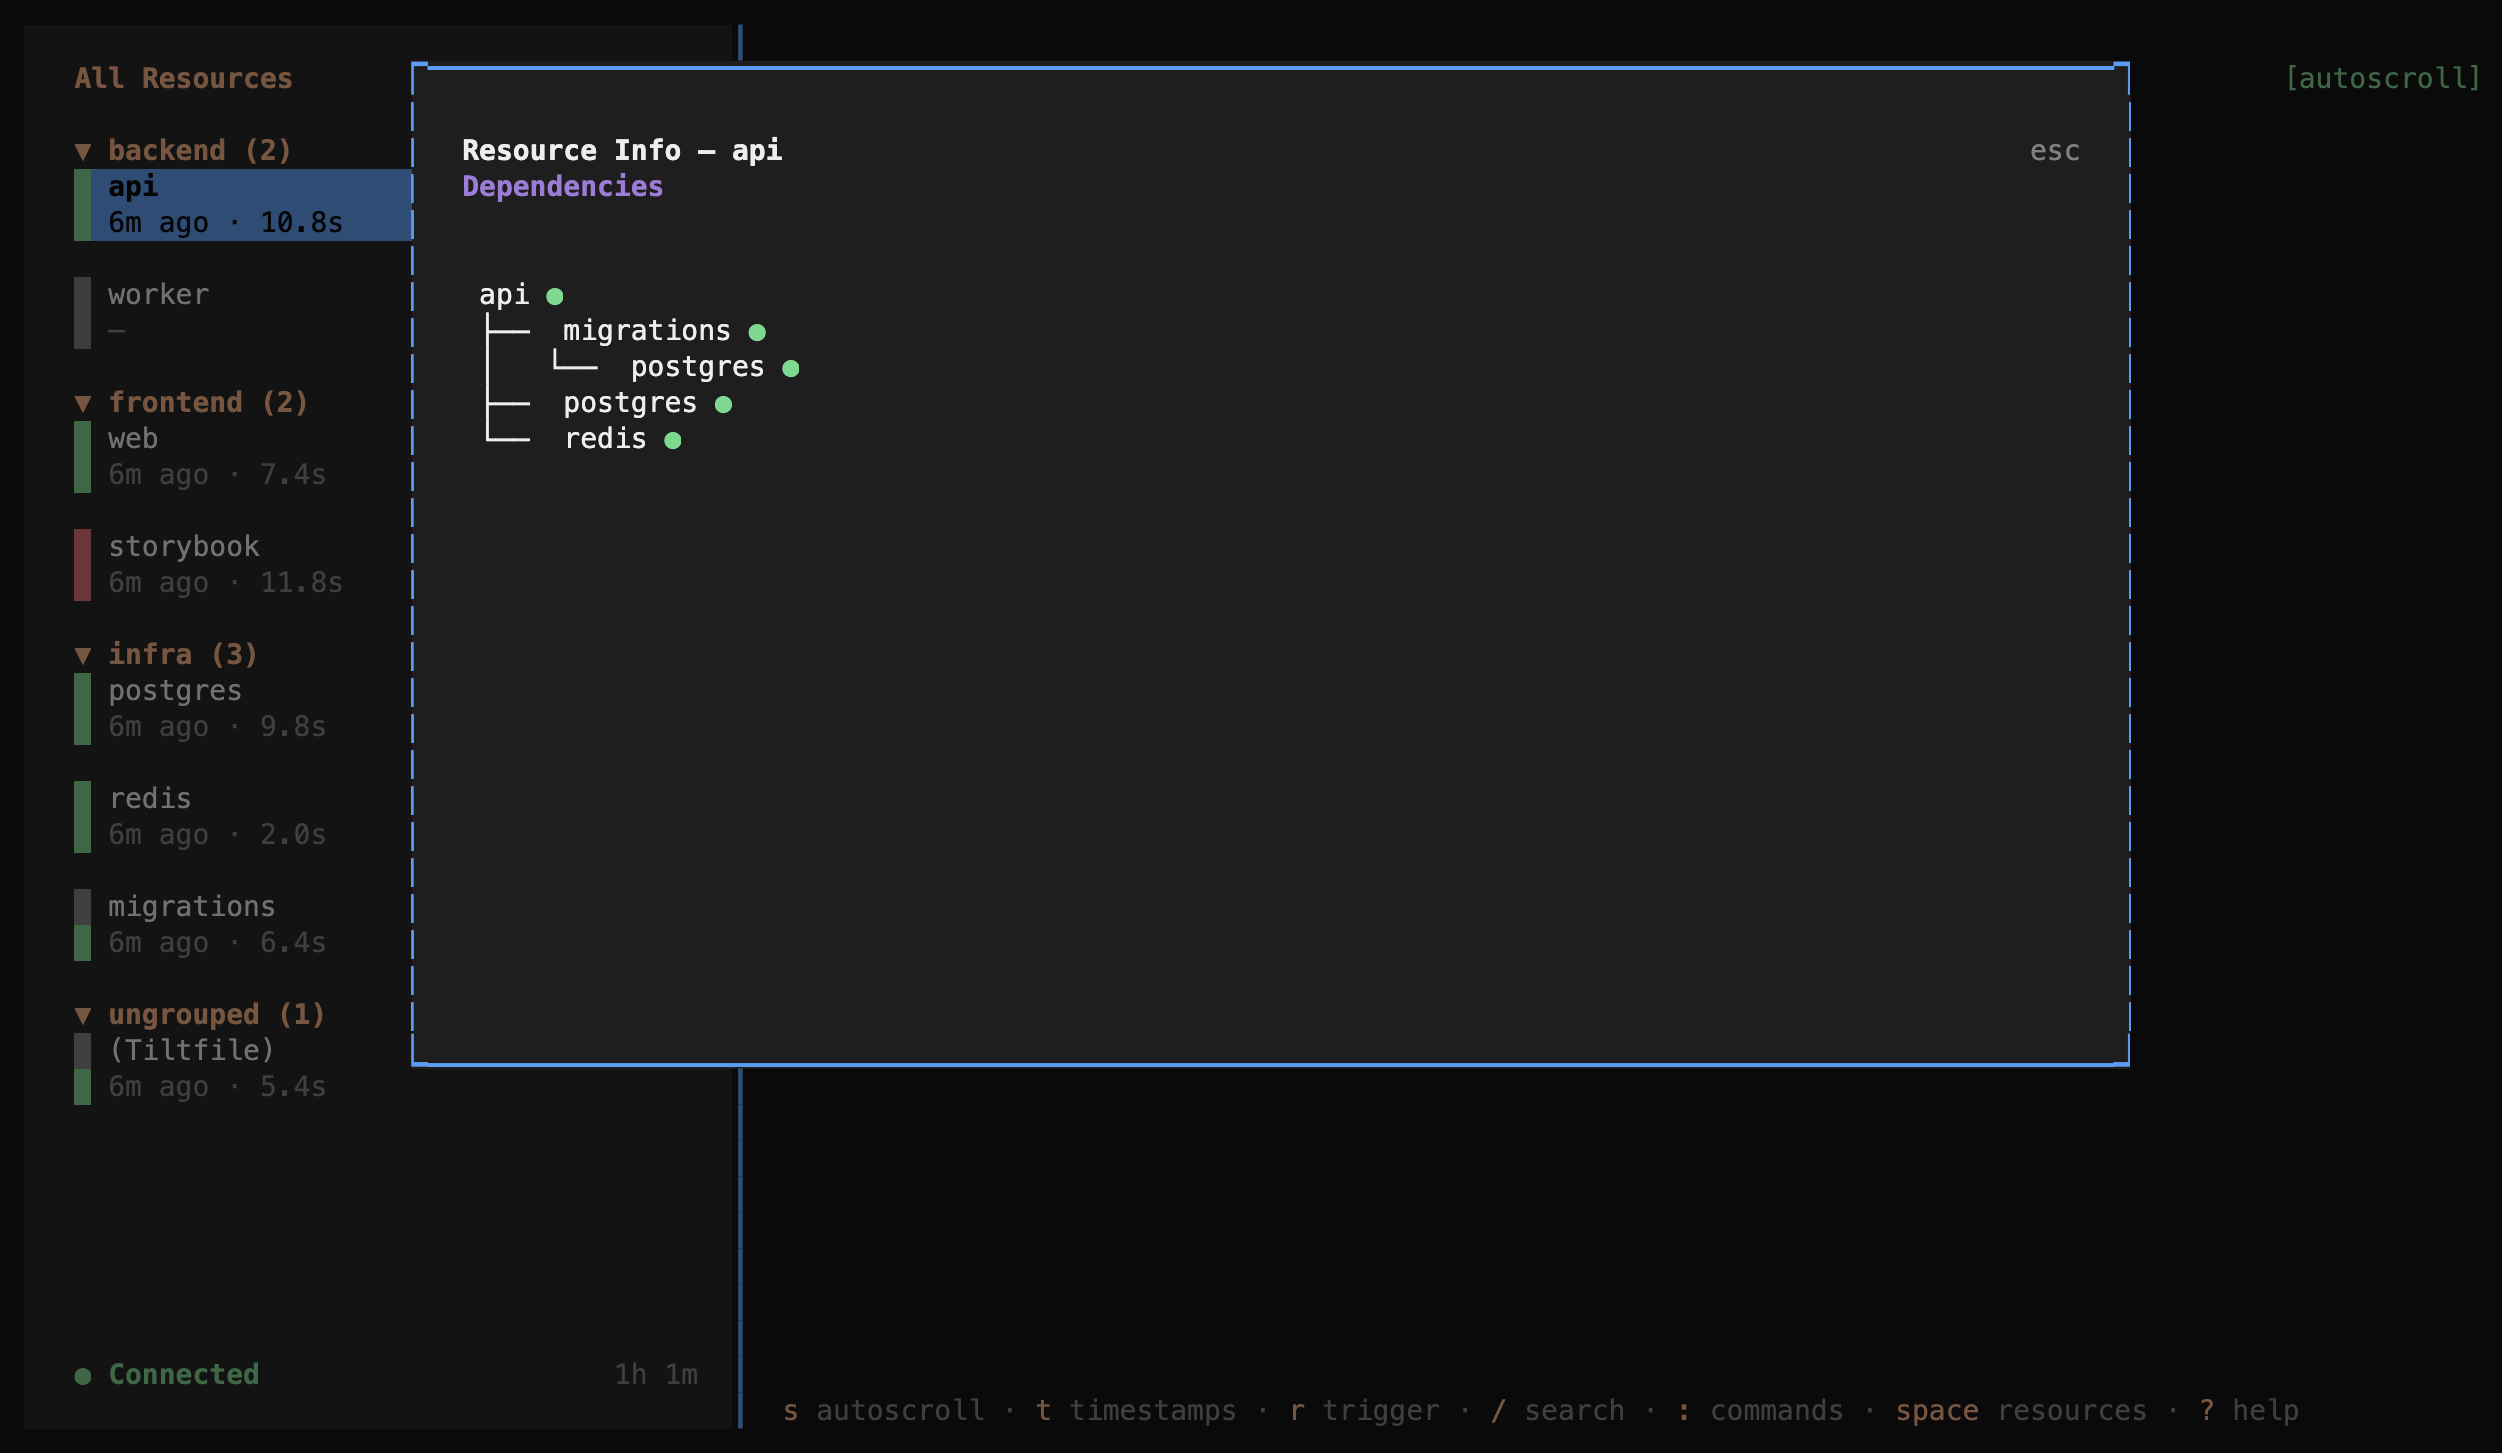 All Resources
▼ backend (2)
api
6m ago · 10.8s
worker
—
▼ frontend (2)
web
6m ago · 7.4s
storybook
6m ago · 11.8s
▼ infra (3)
postgres
6m ago · 9.8s
redis
6m ago · 2.0s
migrations
6m ago · 6.4s
▼ ungrouped (1)
(Tiltfile)
6m ago · 5.4s
● Connected 1h 1m
Resource Info — api esc
Dependencies
api ●
├── migrations ●
│   └── postgres ●
├── postgres ●
└── redis ●
[autoscroll]
s autoscroll · t timestamps · r trigger · / search · : commands · space resources · ? help